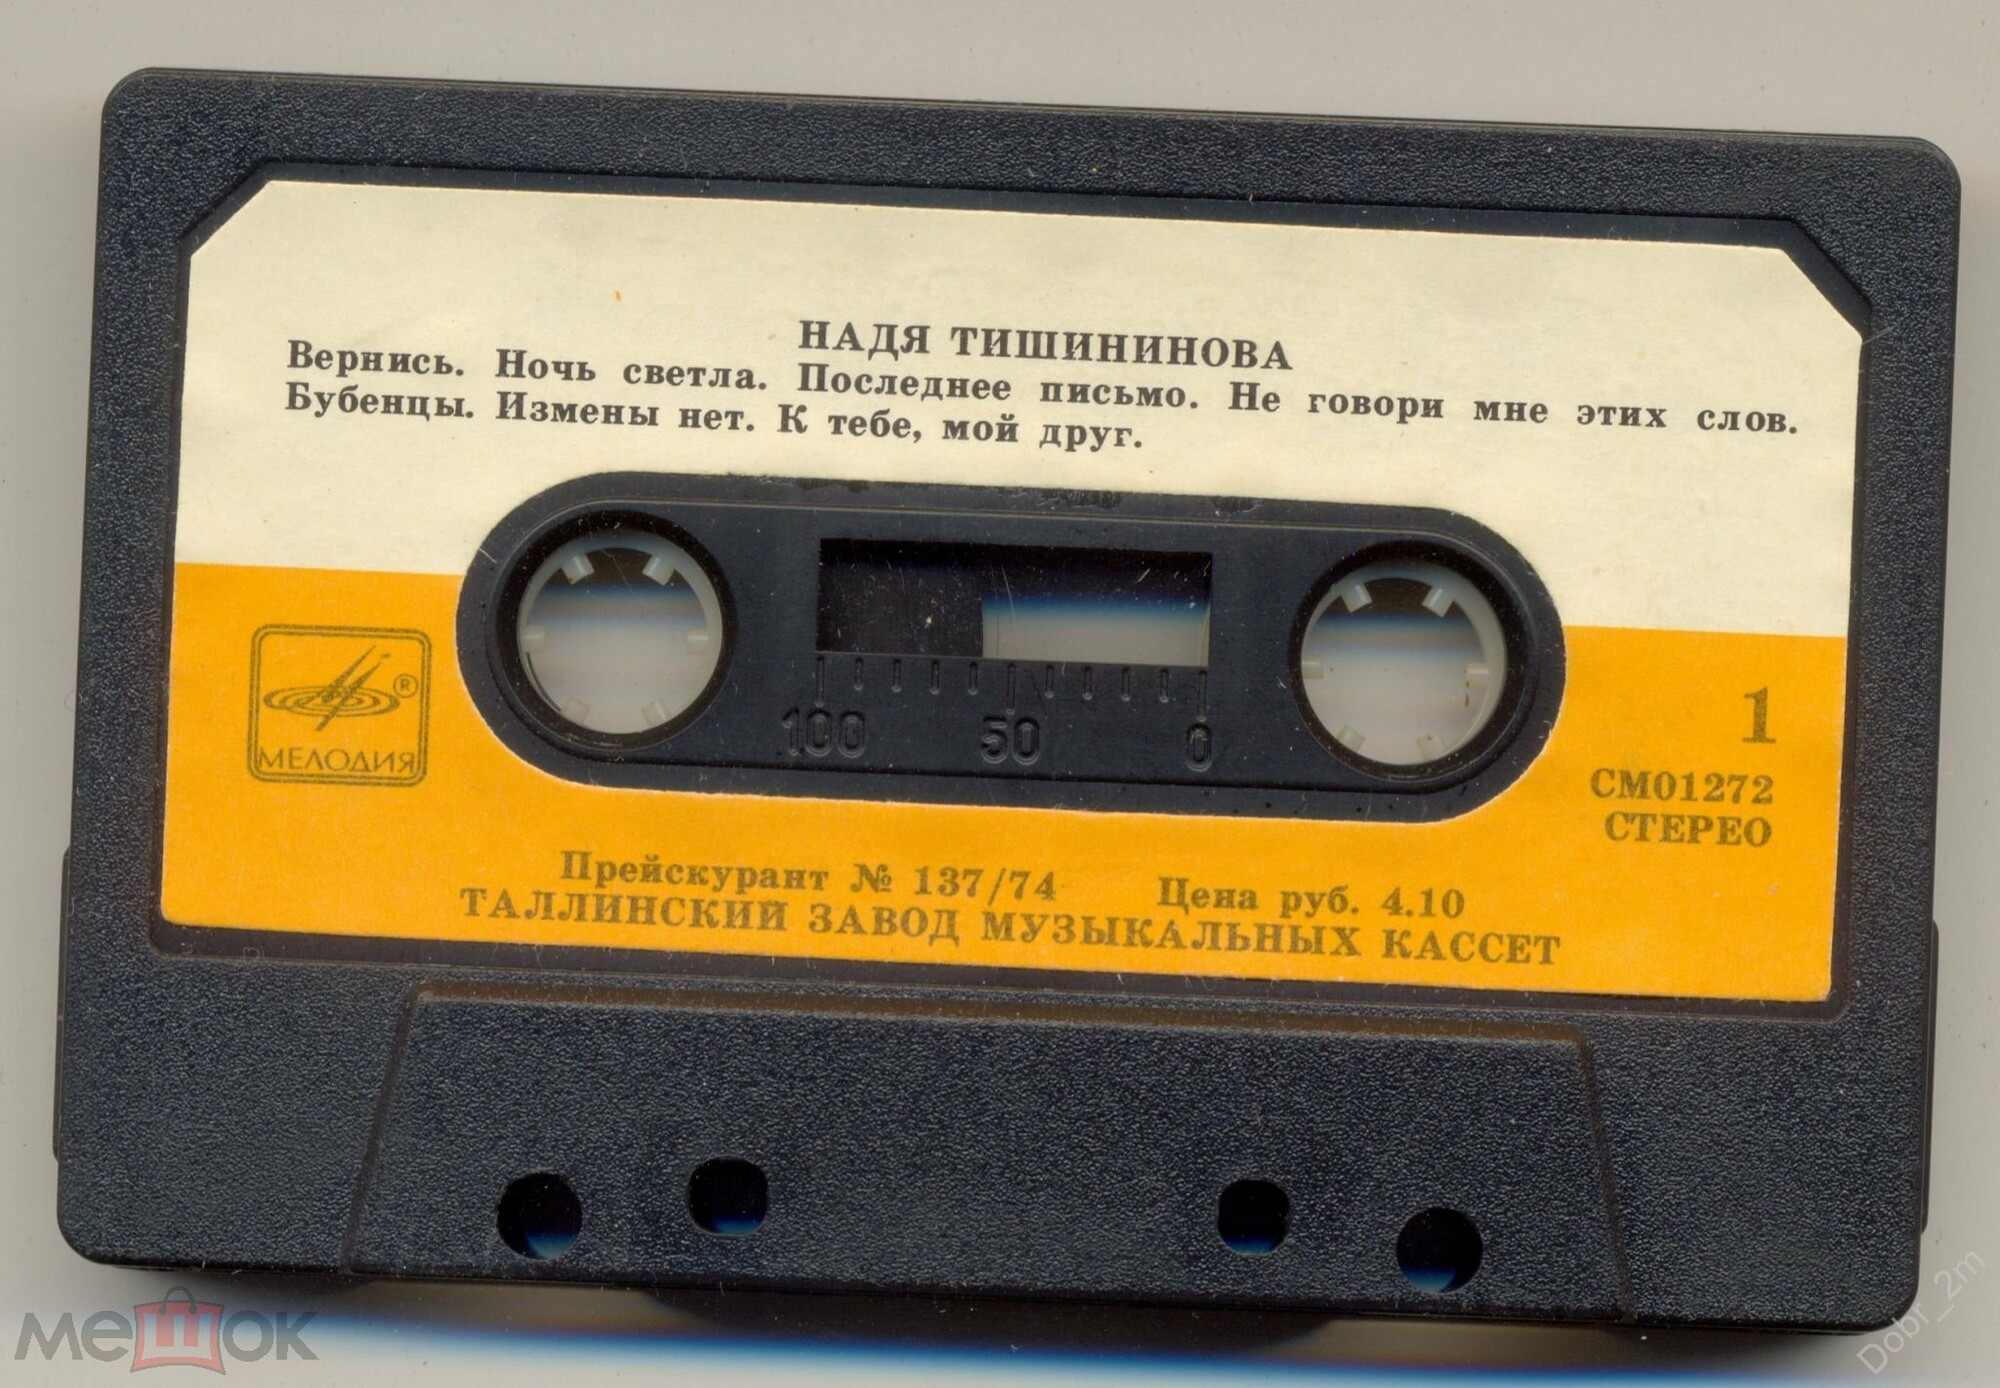 НАДЯ ТИШИНИНОВА
Вернись. Ночь светла. Последнее письмо. Не говори мне этих слов.
Бубенцы. Измены нет. К тебе, мой друг.
100 50 0
® МЕЛОДИЯ
1
СМ01272
СТЕРЕО
Прейскурант № 137/74 Цена руб. 4.10
ТАЛЛИНСКИЙ ЗАВОД МУЗЫКАЛЬНЫХ КАССЕТ
мешок
Dobr_2m